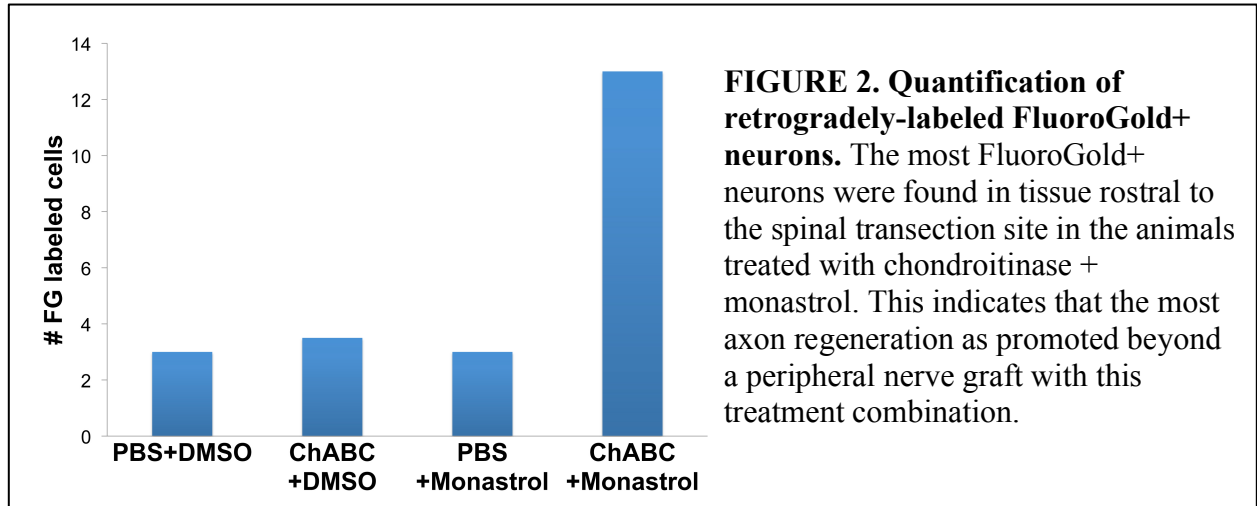 14
12
10
8
6
4
2
0
# FG labeled cells
PBS+DMSO
ChABC
+DMSO
PBS
+Monastrol
ChABC
+Monastrol
FIGURE 2. Quantification of
retrogradely-labeled FluoroGold+
neurons. The most FluoroGold+
neurons were found in tissue rostral to
the spinal transection site in the animals
treated with chondroitinase +
monastrol. This indicates that the most
axon regeneration as promoted beyond
a peripheral nerve graft with this
treatment combination.